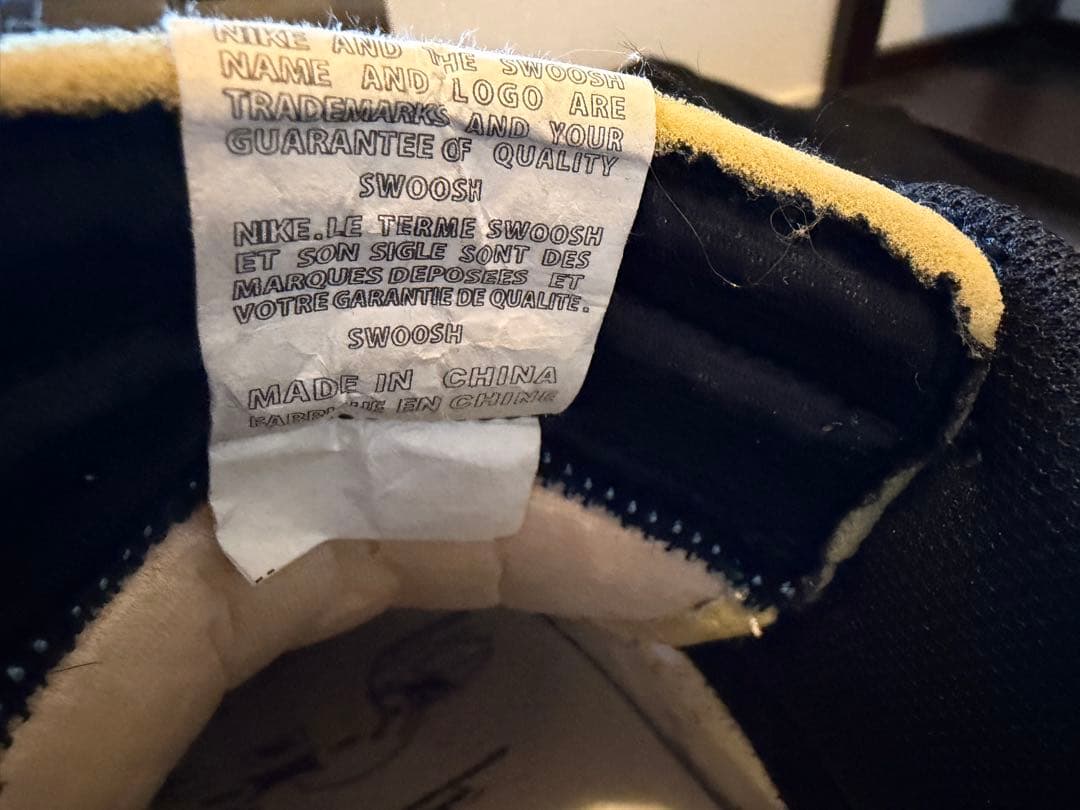 NIKE AND THE SWOOSH
NAME AND LOGO ARE
TRADEMARKS AND YOUR
GUARANTEE OF QUALITY
SWOOSH
NIKE.LE TERME SWOOSH
ET SON SIGLE SONT DES
MARQUES DEPOSEES ET
VOTRE GARANTIE DE QUALITE.
SWOOSH
MADE IN CHINA
EN CHINE